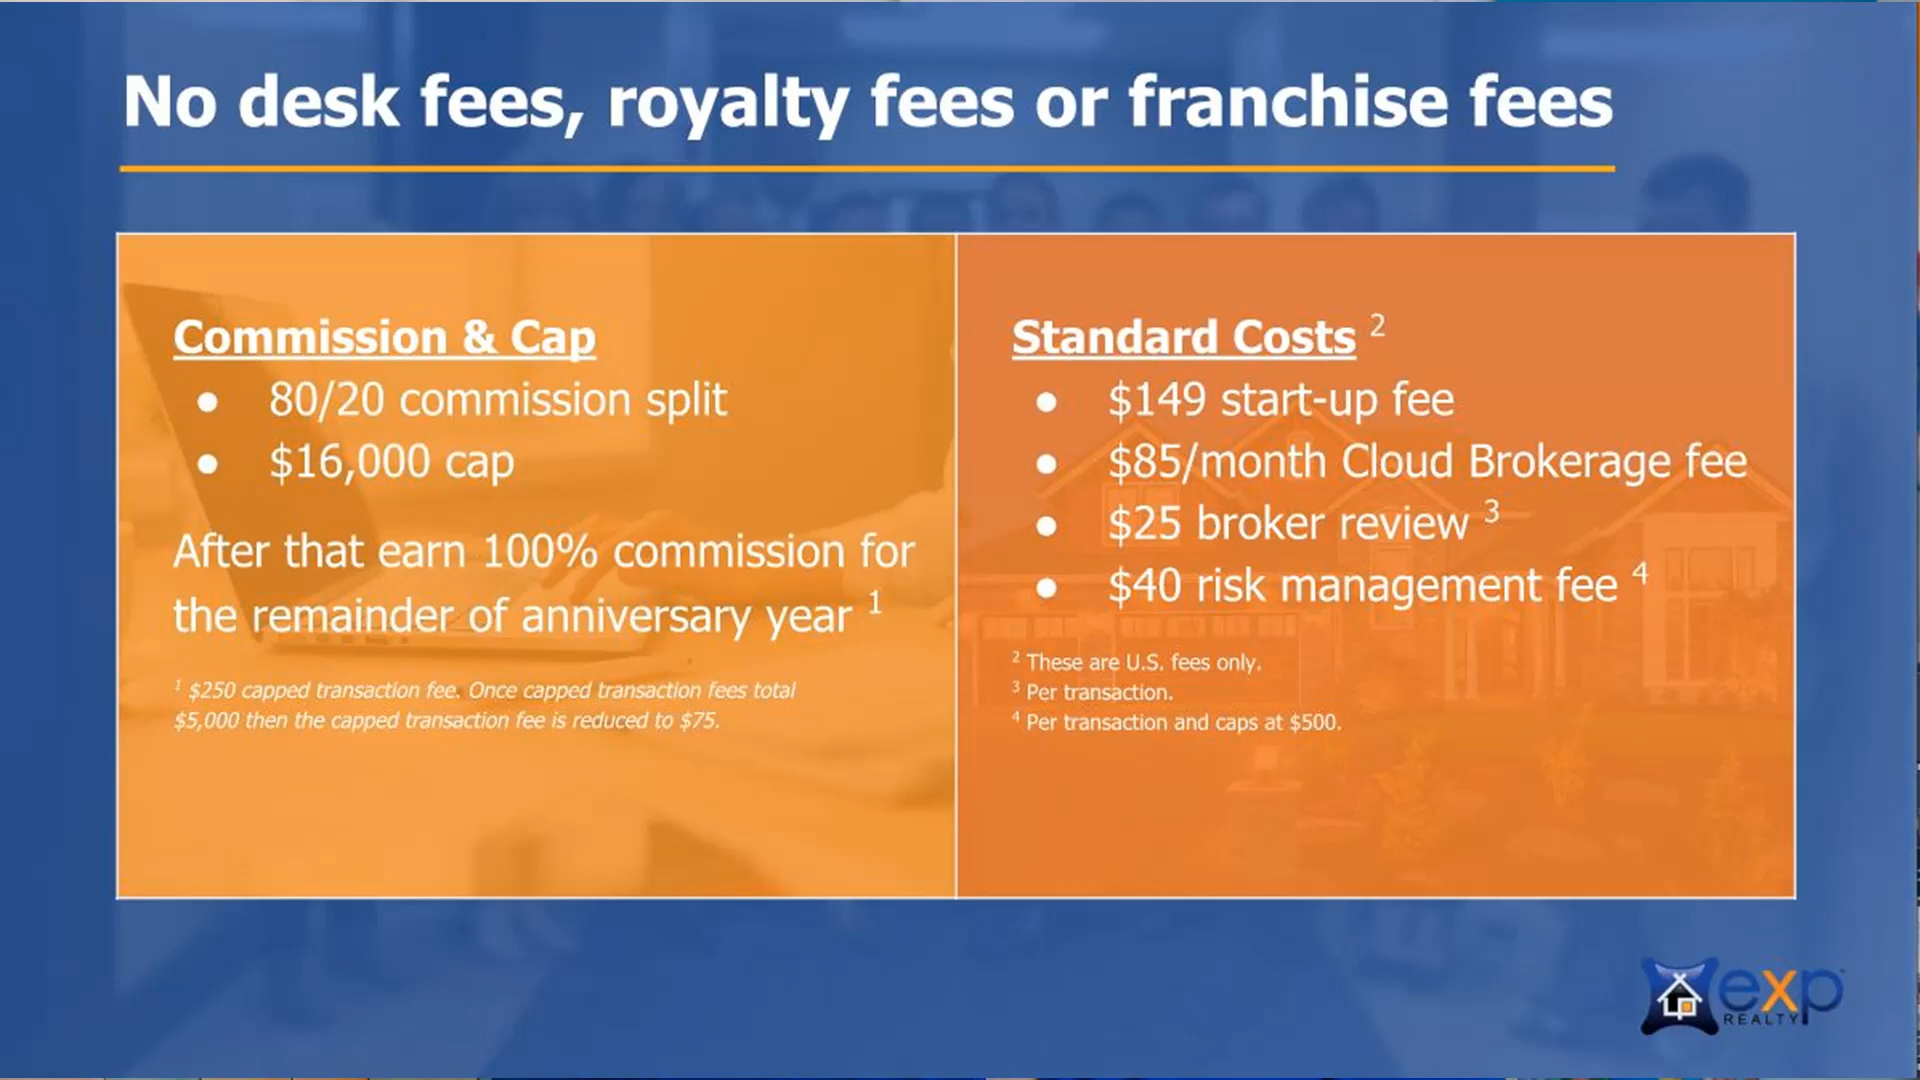 No desk fees, royalty fees or franchise fees
Commission & Cap
● 80/20 commission split
● $16,000 cap
After that earn 100% commission for
the remainder of anniversary year 1
1 $250 capped transaction fee. Once capped transaction fees total
$5,000 then the capped transaction fee is reduced to $75.
Standard Costs 2
● $149 start-up fee
● $85/month Cloud Brokerage fee
● $25 broker review 3
● $40 risk management fee 4
2 These are U.S. fees only.
3 Per transaction.
4 Per transaction and caps at $500.
exp
REALTY